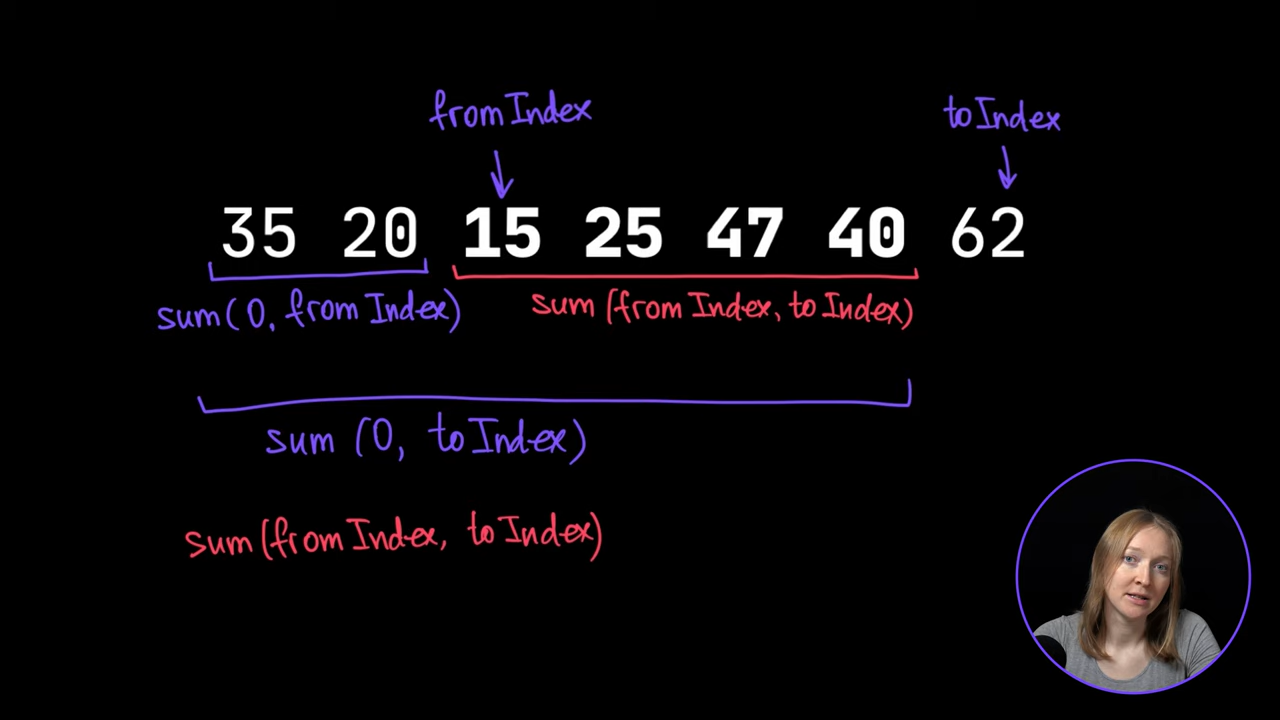 fromIndex toIndex
35 20 15 25 47 40 62
sum(0, fromIndex) sum(fromIndex, toIndex)
sum (0, toIndex)
sum(fromIndex, toIndex)